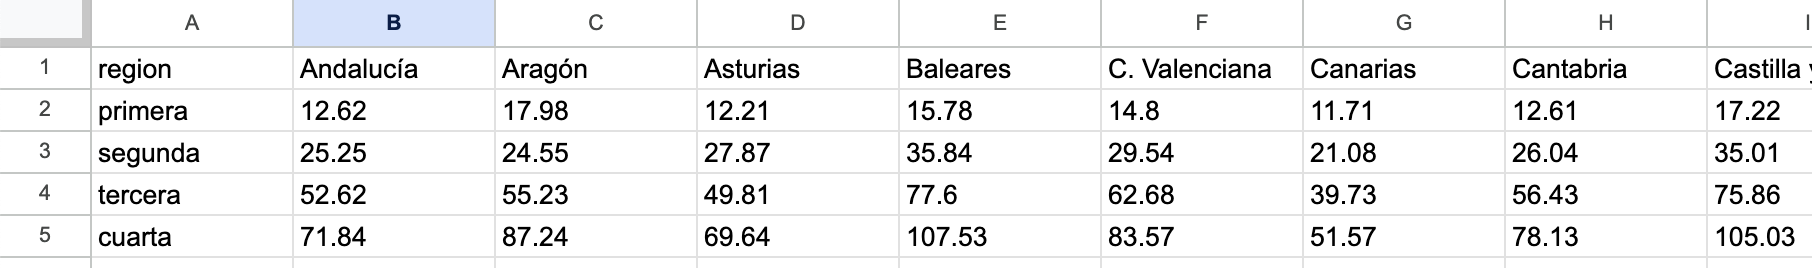 A B C D E F G H I
1 region Andalucía Aragón Asturias Baleares C. Valenciana Canarias Cantabria Castilla
2 primera 12.62 17.98 12.21 15.78 14.8 11.71 12.61 17.22
3 segunda 25.25 24.55 27.87 35.84 29.54 21.08 26.04 35.01
4 tercera 52.62 55.23 49.81 77.6 62.68 39.73 56.43 75.86
5 cuarta 71.84 87.24 69.64 107.53 83.57 51.57 78.13 105.03